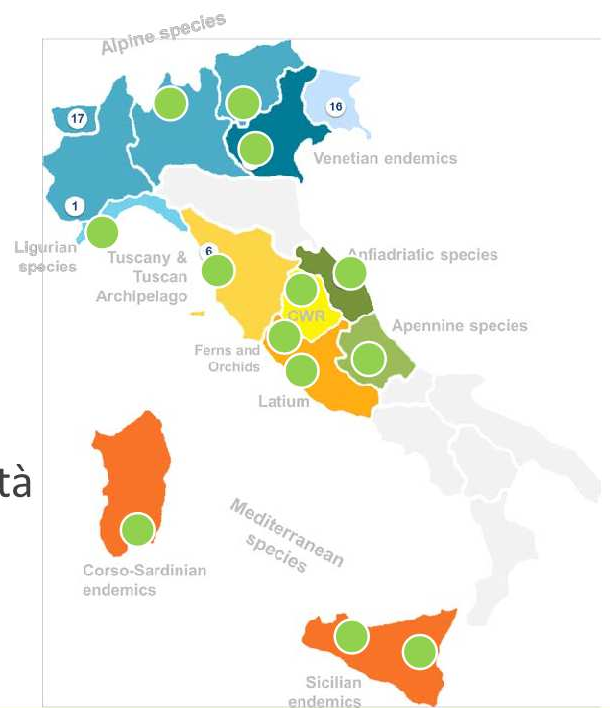 Alpine species
17
16
Venetian endemics
1
Ligurian
species
6
Tuscany &
Tuscan
Archipelago
Anfiadriatic species
CWR
Apennine species
Ferns and
Orchids
Latium
tà
Mediterranean
species
Corso-Sardinian
endemics
Sicilian
endemics